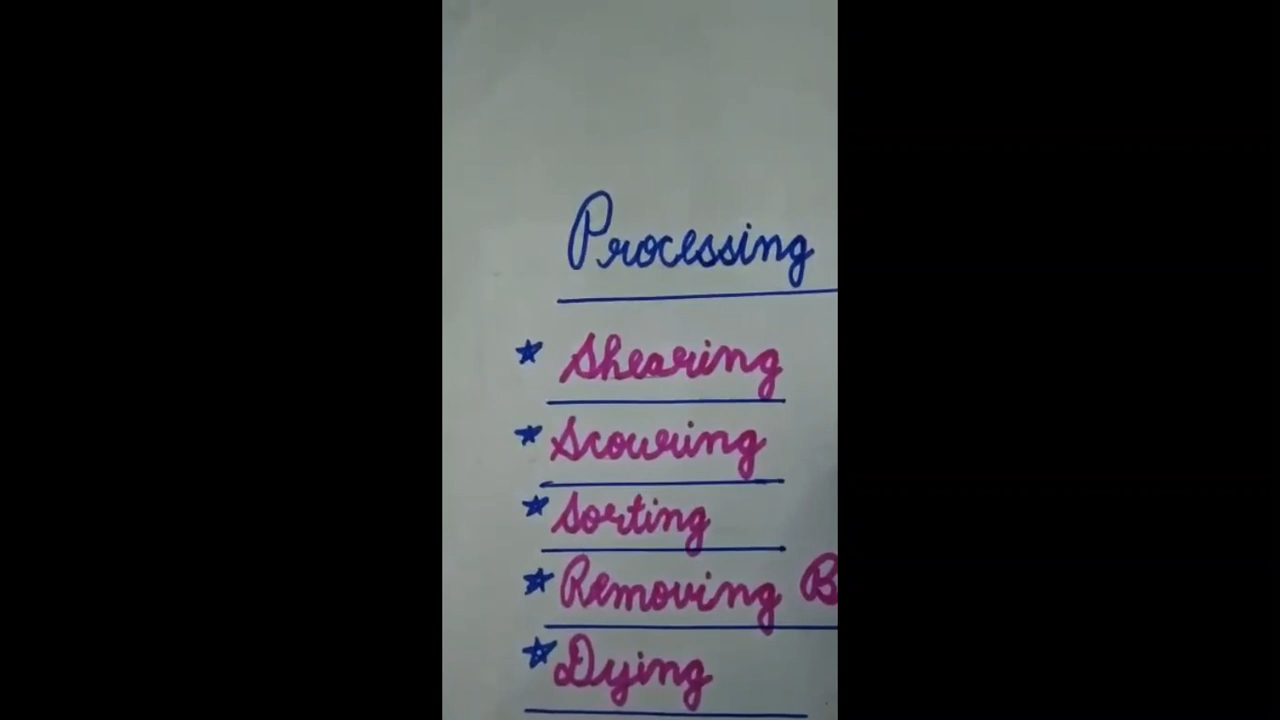 Processing
* Shearing
* Scouring
* Sorting
* Removing B
* Dying